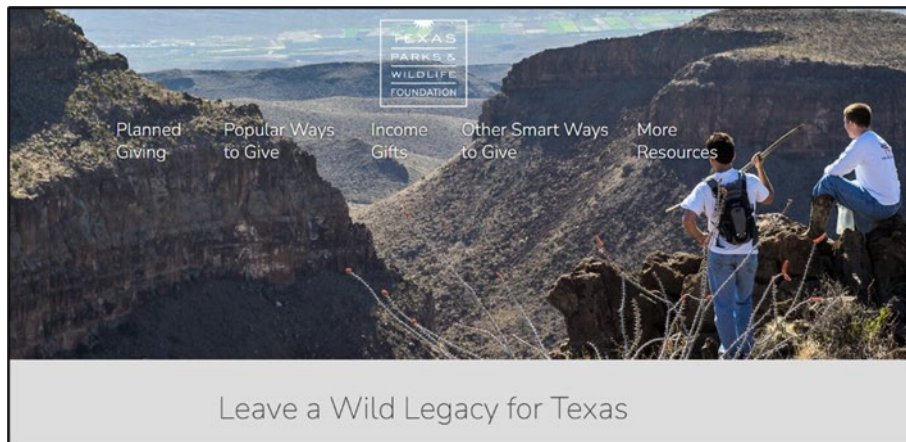 TEXAS
PARKS &
WILDLIFE
FOUNDATION
Planned
Giving
Popular Ways
to Give
Income
Gifts
Other Smart Ways
to Give
More
Resources
Leave a Wild Legacy for Texas